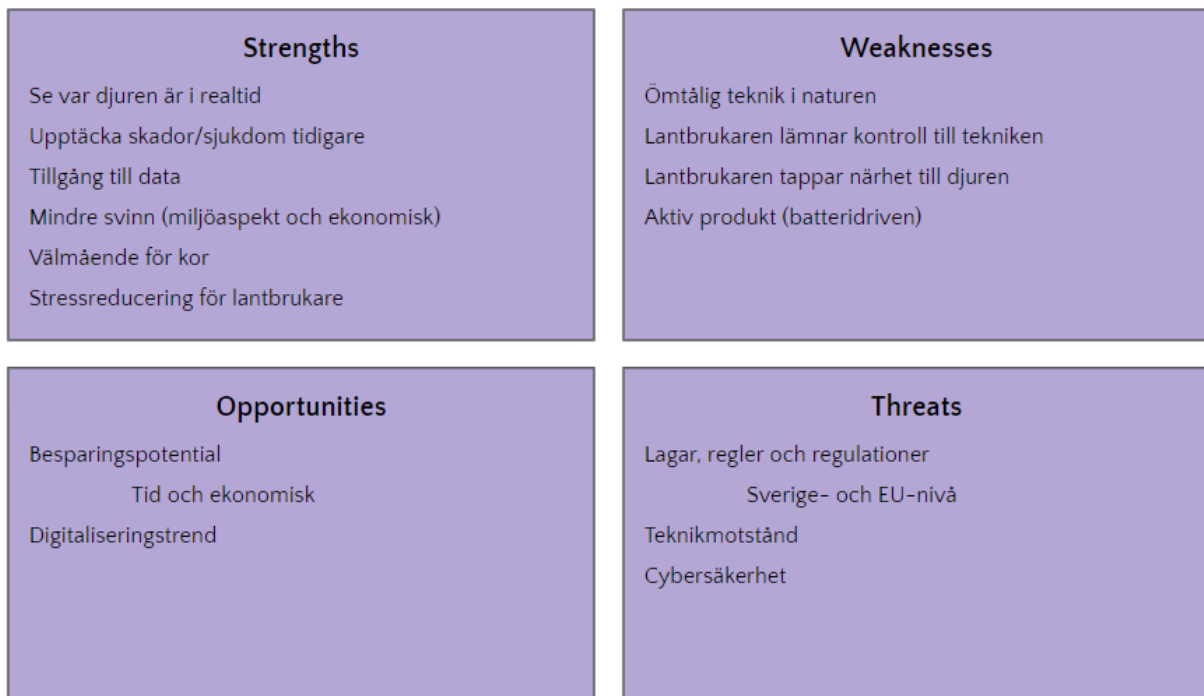 Strengths
Se var djuren är i realtid
Upptäcka skador/sjukdom tidigare
Tillgång till data
Mindre svinn (miljöaspekt och ekonomisk)
Välmående för kor
Stressreducering för lantbrukare
Weaknesses
Ömtålig teknik i naturen
Lantbrukaren lämnar kontroll till tekniken
Lantbrukaren tappar närhet till djuren
Aktiv produkt (batteridriven)
Opportunities
Besparingspotential
Tid och ekonomisk
Digitaliseringstrend
Threats
Lagar, regler och regulationer
Sverige- och EU-nivå
Teknikmotstånd
Cybersäkerhet